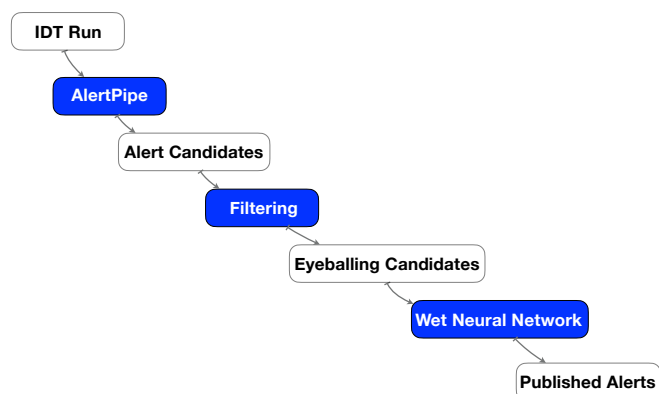 IDT Run
AlertPipe
Alert Candidates
Filtering
Eyeballing Candidates
Wet Neural Network
Published Alerts